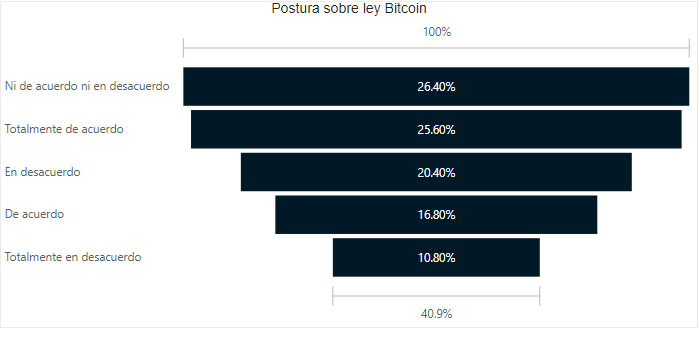 Postura sobre ley Bitcoin
100%
Ni de acuerdo ni en desacuerdo 26.40%
Totalmente de acuerdo 25.60%
En desacuerdo 20.40%
De acuerdo 16.80%
Totalmente en desacuerdo 10.80%
40.9%